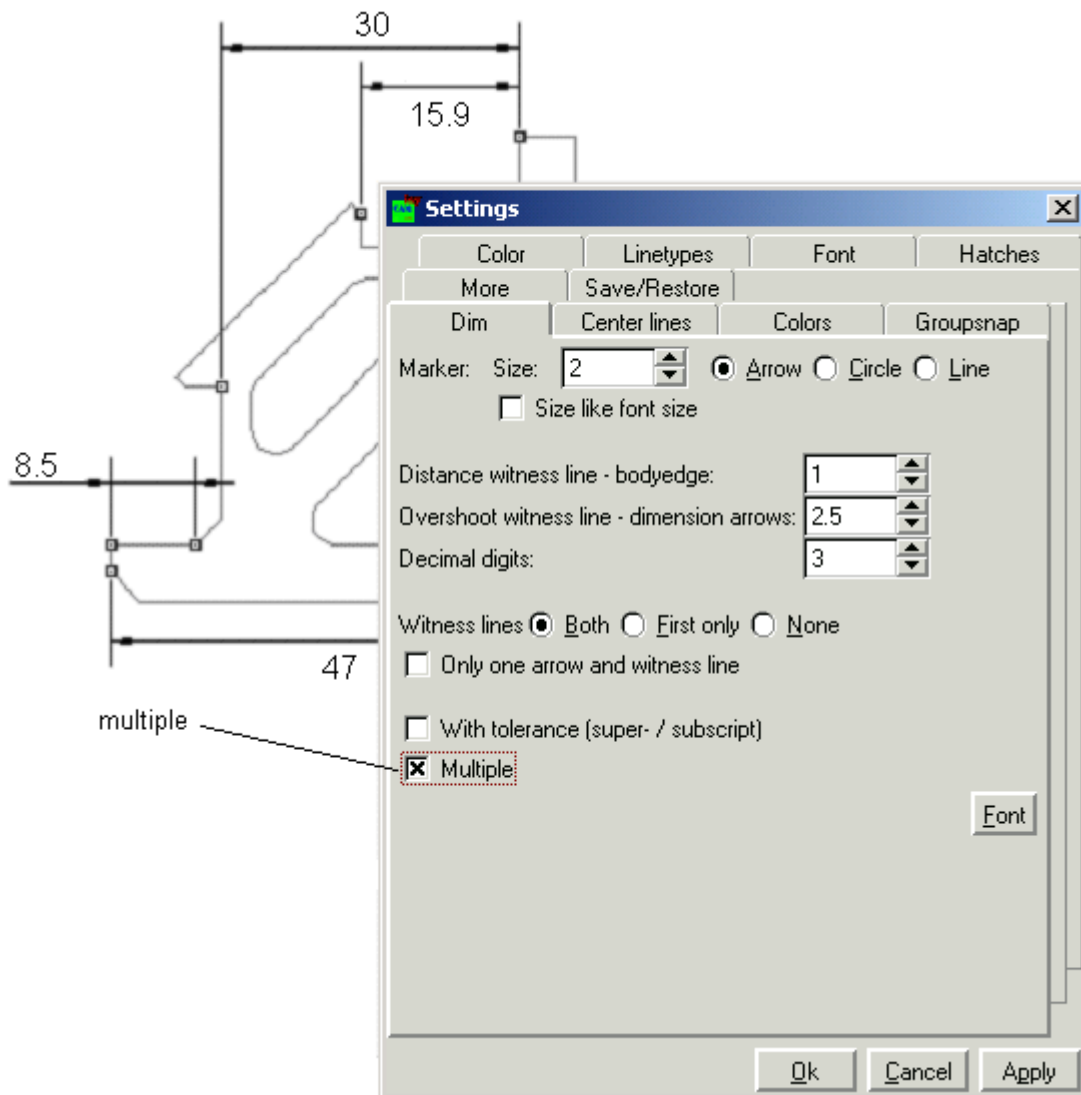 30
15.9
Settings
Color Linetypes Font Hatches
More Save/Restore
Dim Center lines Colors Groupsnap
Marker: Size: 2 Arrow Circle Line
Size like font size
8.5
Distance witness line - bodyedge: 1
Overshoot witness line - dimension arrows: 2.5
Decimal digits: 3
Witness lines Both First only None
47
Only one arrow and witness line
multiple
With tolerance (super- / subscript)
Multiple
Font
Ok Cancel Apply